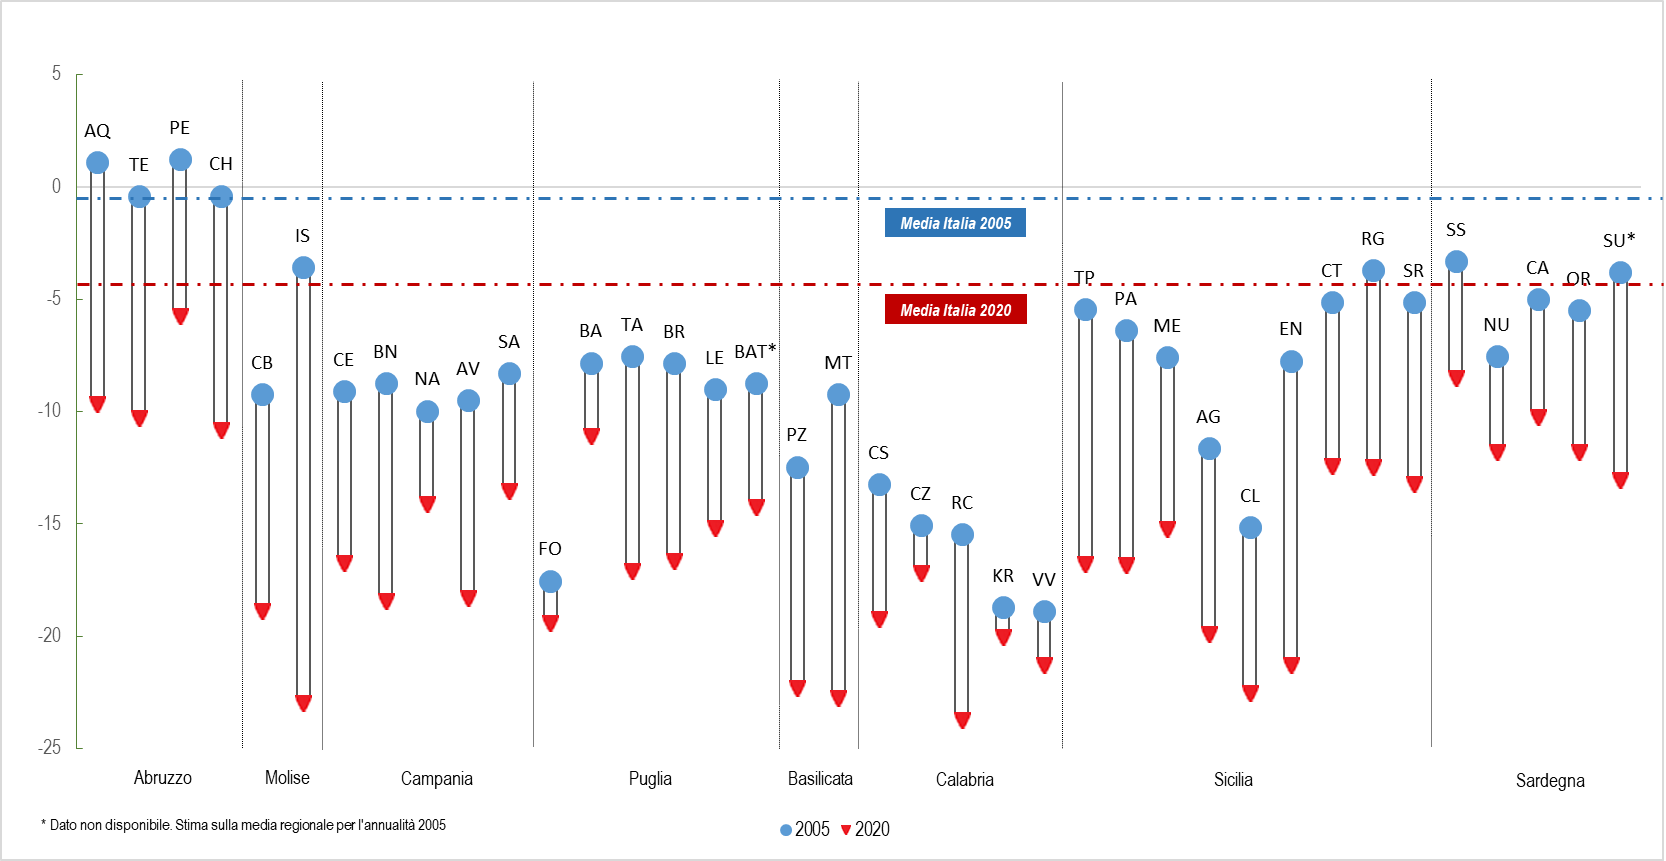 5
0
-5
-10
-15
-20
-25
AQ
TE
PE
CH
CB
IS
CE
BN
NA
AV
SA
FO
BA
TA
BR
LE
BAT*
PZ
MT
CS
CZ
RC
KR
VV
TP
PA
ME
AG
CL
EN
CT
RG
SR
SS
NU
CA
OR
SU*
Media Italia 2005
Media Italia 2020
Abruzzo
Molise
Campania
Puglia
Basilicata
Calabria
Sicilia
Sardegna
* Dato non disponibile. Stima sulla media regionale per l'annualità 2005
2005
2020